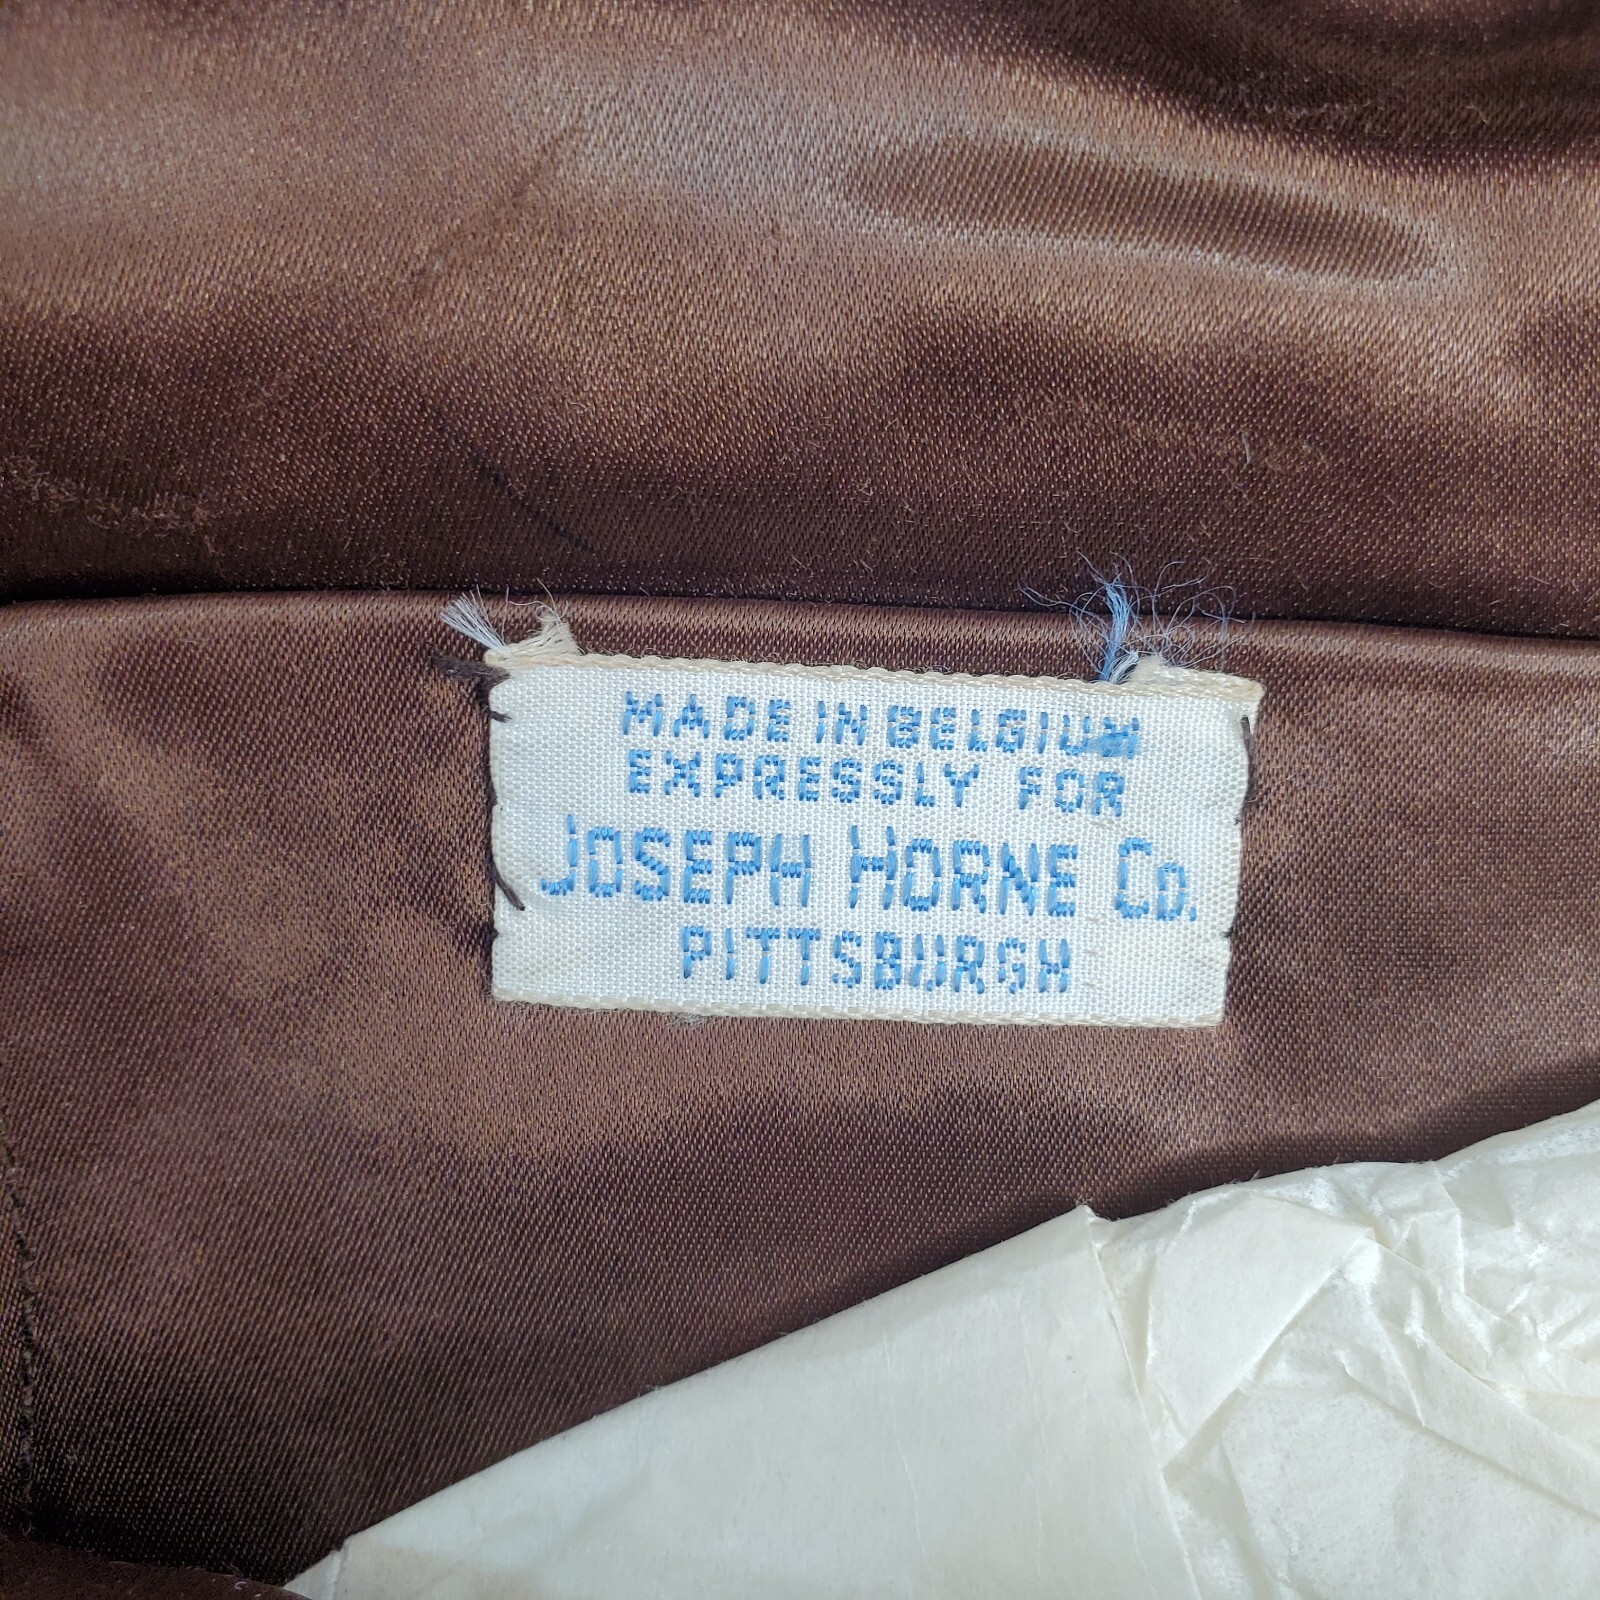 MADE IN BELGIUM
EXPRESSLY FOR
JOSEPH HORNE CO.
PITTSBURGH